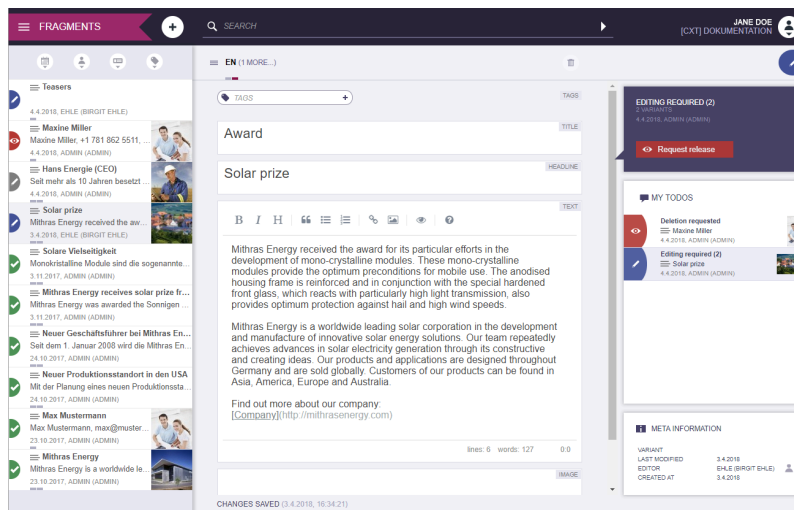 FRAGMENTS
SEARCH
JANE DOE
[CXT] DOKUMENTATION
EN (1 MORE...)
Teasers
4.4.2018, EHLE (BIRGIT EHLE)
Maxine Miller
Maxine Miller, +1 781 862 5511, ...
4.4.2018, ADMIN (ADMIN)
Hans Energie (CEO)
Seit mehr als 10 Jahren besetzt ...
4.4.2018, ADMIN (ADMIN)
Solar prize
Mithras Energy received the aw...
3.4.2018, EHLE (BIRGIT EHLE)
Solare Vielseitigkeit
Monokristalline Module sind die sogenannte...
3.11.2017, ADMIN (ADMIN)
Mithras Energy receives solar prize fr...
Mithras Energy was awarded the Sonnigen ...
3.11.2017, ADMIN (ADMIN)
Neuer Geschäftsführer bei Mithras En...
Seit dem 1. Januar 2008 wird die Mithras En...
24.10.2017, ADMIN (ADMIN)
Neuer Produktionsstandort in den USA
Mit der Planung eines neuen Produktionssta...
24.10.2017, ADMIN (ADMIN)
Max Mustermann
Max Mustermann, max@muster...
23.10.2017, ADMIN (ADMIN)
Mithras Energy
Mithras Energy is a worldwide le...
23.10.2017, ADMIN (ADMIN)
TAGS
TAGS
Award
TITLE
Solar prize
HEADLINE
TEXT
B I H
Mithras Energy received the award for its particular efforts in the
development of mono-crystalline modules. These mono-crystalline
modules provide the optimum preconditions for mobile use. The anodised
housing frame is reinforced and in conjunction with the special hardened
front glass, which reacts with particularly high light transmission, also
provides optimum protection against hail and high wind speeds.
Mithras Energy is a worldwide leading solar corporation in the development
and manufacture of innovative solar energy solutions. Our team repeatedly
achieves advances in solar electricity generation through its constructive
and creating ideas. Our products and applications are designed throughout
Germany and are sold globally. Customers of our products can be found in
Asia, America, Europe and Australia.
Find out more about our company:
[Company](http://mithrasenergy.com)
lines: 6 words: 127 0:0
IMAGE
CHANGES SAVED (3.4.2018, 16:34:21)
EDITING REQUIRED (2)
2 VARIANTS
4.4.2018, ADMIN (ADMIN)
Request release
MY TODOS
Deletion requested
Maxine Miller
4.4.2018, ADMIN (ADMIN)
Editing required (2)
Solar prize
4.4.2018, ADMIN (ADMIN)
META INFORMATION
VARIANT
LAST MODIFIED 3.4.2018
EDITOR EHLE (BIRGIT EHLE)
CREATED AT 3.4.2018